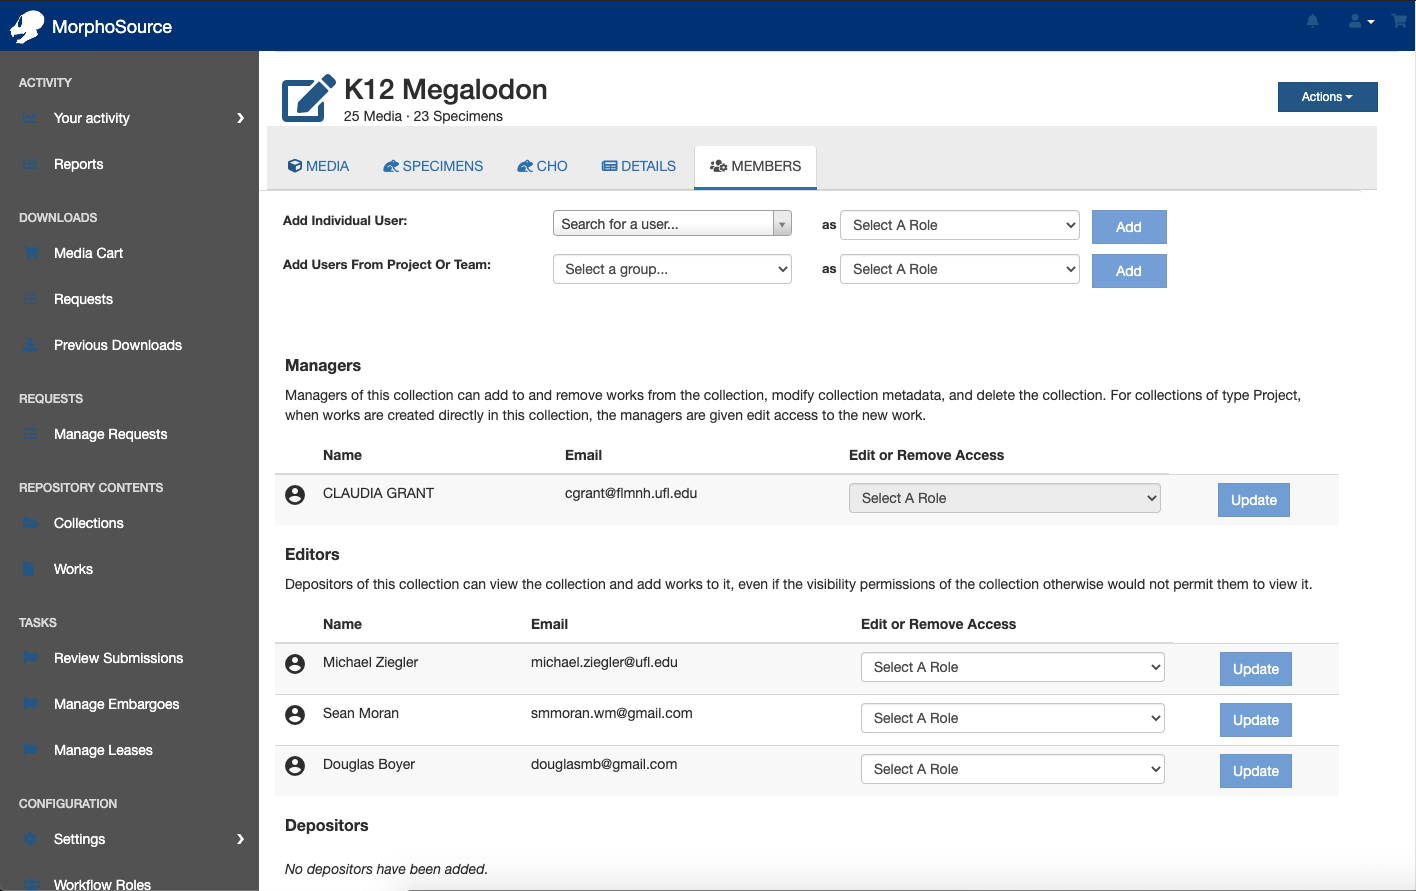 MorphoSource
ACTIVITY
Your activity
Reports
DOWNLOADS
Media Cart
Requests
Previous Downloads
REQUESTS
Manage Requests
REPOSITORY CONTENTS
Collections
Works
TASKS
Review Submissions
Manage Embargoes
Manage Leases
CONFIGURATION
Settings
Workflow Roles
K12 Megalodon
25 Media · 23 Specimens
Actions
MEDIA SPECIMENS CHO DETAILS MEMBERS
Add Individual User: Search for a user... as Select A Role Add
Add Users From Project Or Team: Select a group... as Select A Role Add
Managers
Managers of this collection can add to and remove works from the collection, modify collection metadata, and delete the collection. For collections of type Project,
when works are created directly in this collection, the managers are given edit access to the new work.
Name Email Edit or Remove Access
CLAUDIA GRANT cgrant@flmnh.ufl.edu Select A Role Update
Editors
Depositors of this collection can view the collection and add works to it, even if the visibility permissions of the collection otherwise would not permit them to view it.
Name Email Edit or Remove Access
Michael Ziegler michael.ziegler@ufl.edu Select A Role Update
Sean Moran smmoran.wm@gmail.com Select A Role Update
Douglas Boyer douglasmb@gmail.com Select A Role Update
Depositors
No depositors have been added.